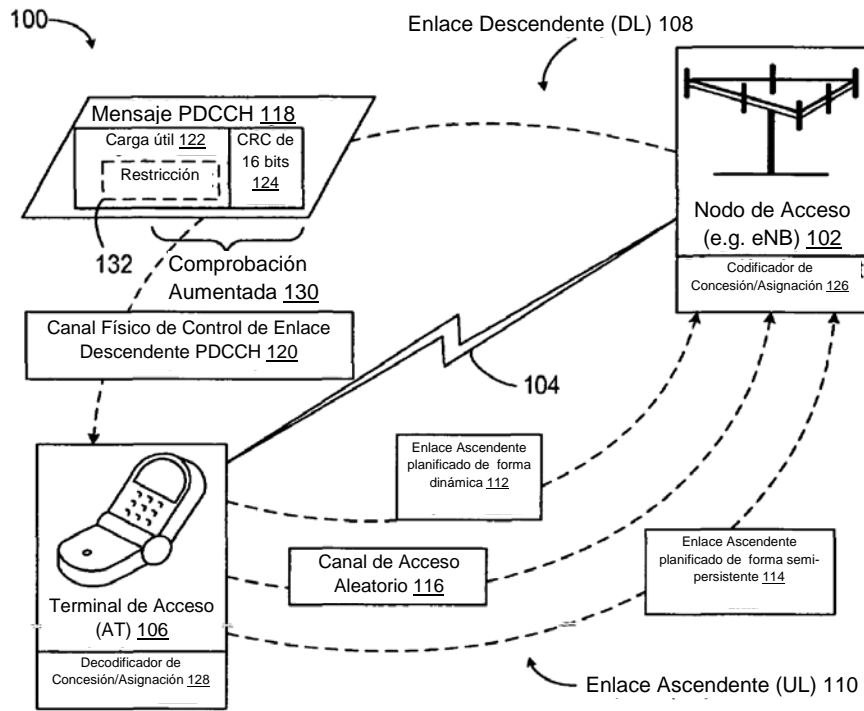 100
Enlace Descendente (DL) 108
Mensaje PDCCH 118
Carga útil 122
Restricción
CRC de
16 bits
124
132
Comprobación
Aumentada 130
Nodo de Acceso
(e.g. eNB) 102
Codificador de
Concesión/Asignación 126
Canal Físico de Control de Enlace
Descendente PDCCH 120
104
Enlace Ascendente
planificado de forma
dinámica 112
Enlace Ascendente
planificado de forma semi-
persistente 114
Canal de Acceso
Aleatorio 116
Terminal de Acceso
(AT) 106
Decodificador de
Concesión/Asignación 128
Enlace Ascendente (UL) 110